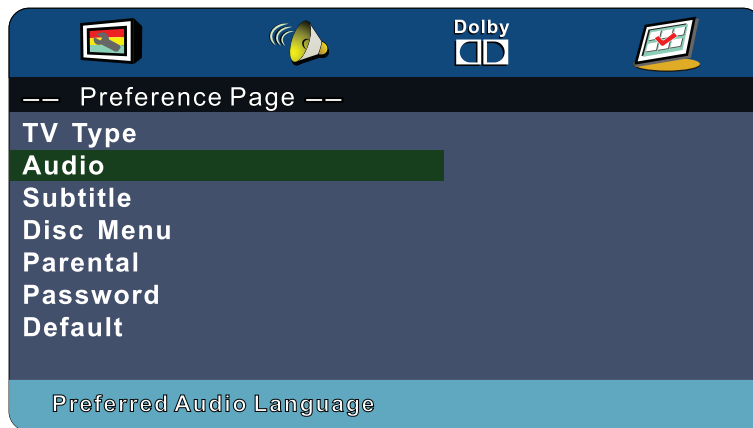 Dolby
-- Preference Page --
TV Type
Audio
Subtitle
Disc Menu
Parental
Password
Default
Preferred Audio Language